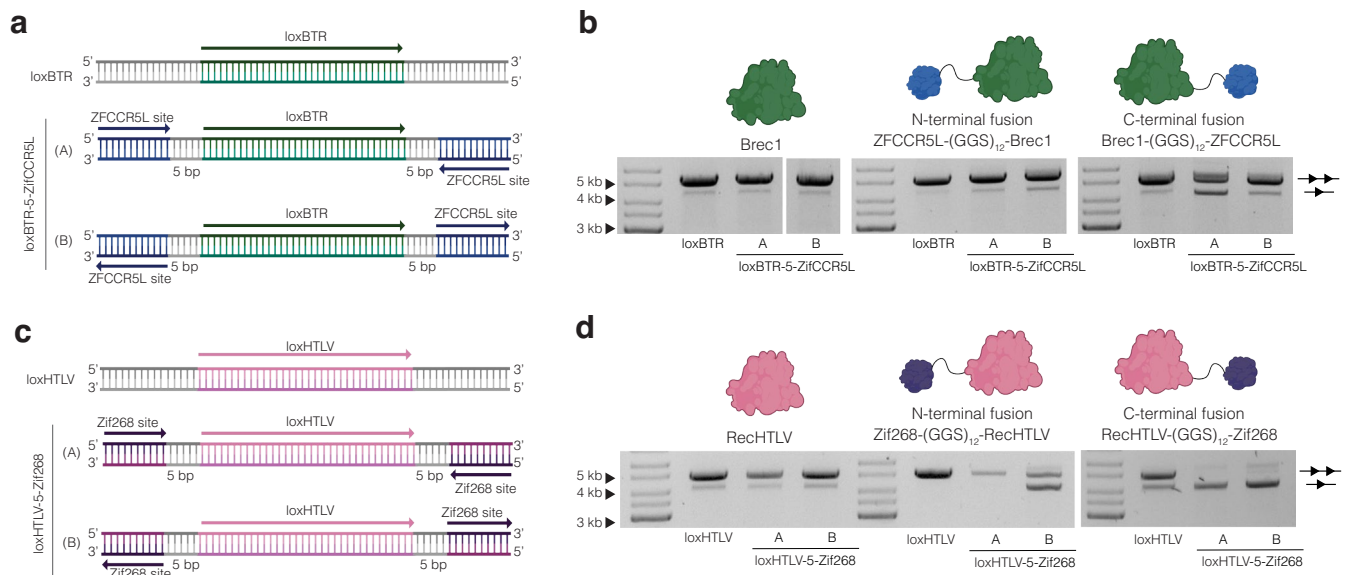 a
loxBTR
5' 3'
loxBTR
3' 5'
loxBTR-5-ZifCCR5L
ZFCCR5L site loxBTR
(A) 5' 3'
3' 5'
5 bp 5 bp
ZFCCR5L site
loxBTR ZFCCR5L site
(B) 5' 3'
3' 5'
5 bp 5 bp
ZFCCR5L site
b
Brec1
N-terminal fusion
ZFCCR5L-(GGS)12-Brec1
C-terminal fusion
Brec1-(GGS)12-ZFCCR5L
5 kb
4 kb
3 kb
loxBTR A B
loxBTR-5-ZifCCR5L
loxBTR A B
loxBTR-5-ZifCCR5L
loxBTR A B
loxBTR-5-ZifCCR5L
c
loxHTLV
5' 3'
loxHTLV
3' 5'
loxHTLV-5-Zif268
Zif268 site loxHTLV
(A) 5' 3'
3' 5'
5 bp 5 bp
Zif268 site
loxHTLV Zif268 site
(B) 5' 3'
3' 5'
5 bp 5 bp
Zif268 site
d
RecHTLV
N-terminal fusion
Zif268-(GGS)12-RecHTLV
C-terminal fusion
RecHTLV-(GGS)12-Zif268
5 kb
4 kb
3 kb
loxHTLV A B
loxHTLV-5-Zif268
loxHTLV A B
loxHTLV-5-Zif268
loxHTLV A B
loxHTLV-5-Zif268